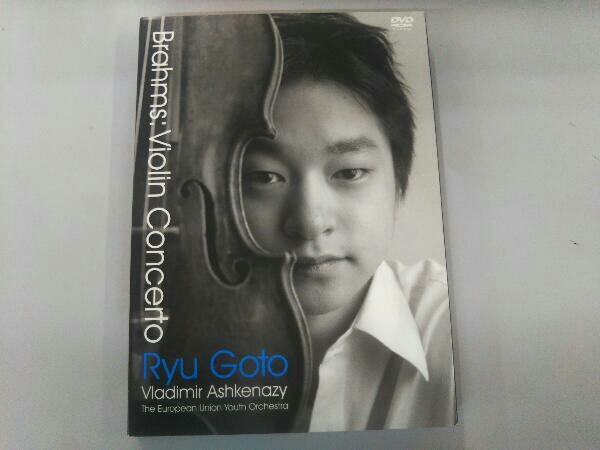 DVD
Brahms: Violin Concerto
Ryu Goto
Vladimir Ashkenazy
The European Union Youth Orchestra